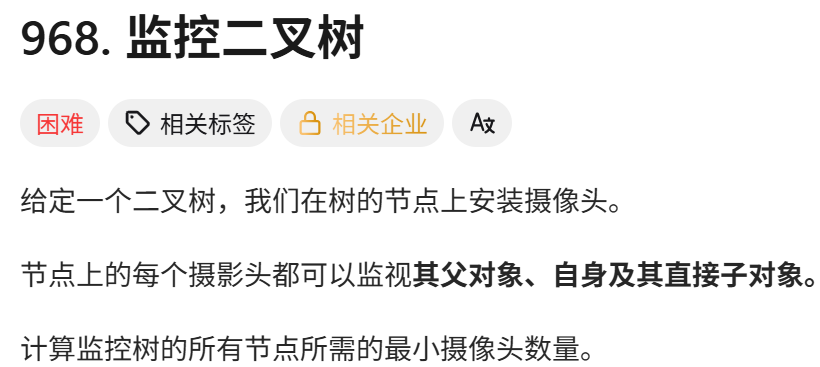 968. 监控二叉树
困难 相关标签 相关企业 A文
给定一个二叉树，我们在树的节点上安装摄像头。
节点上的每个摄影头都可以监视其父对象、自身及其直接子对象。
计算监控树的所有节点所需的最小摄像头数量。